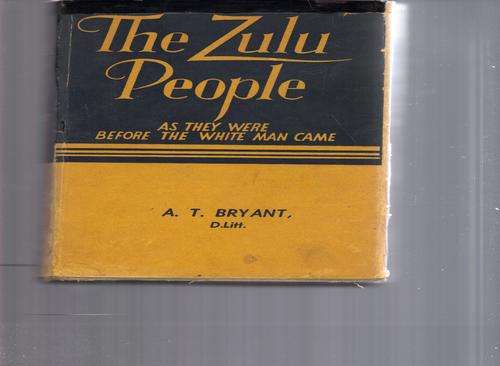 The Zulu
People
AS THEY WERE
BEFORE THE WHITE MAN CAME
A. T. BRYANT,
D.Litt.